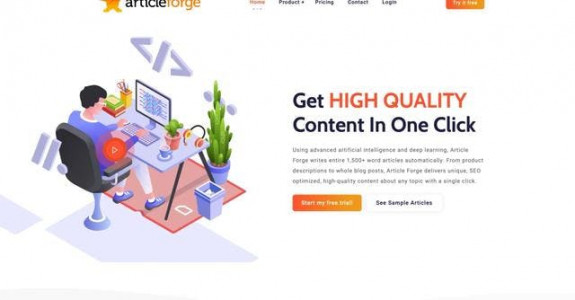 articleforge
Home Product + Pricing Contact Login Try it free
Get HIGH QUALITY
Content In One Click
Using advanced artificial intelligence and deep learning, Article
Forge writes entire 1,500+ word articles automatically. From product
descriptions to whole blog posts, Article Forge delivers unique, SEO
optimized, high-quality content about any topic with a single click.
Start my free trial! See Sample Articles